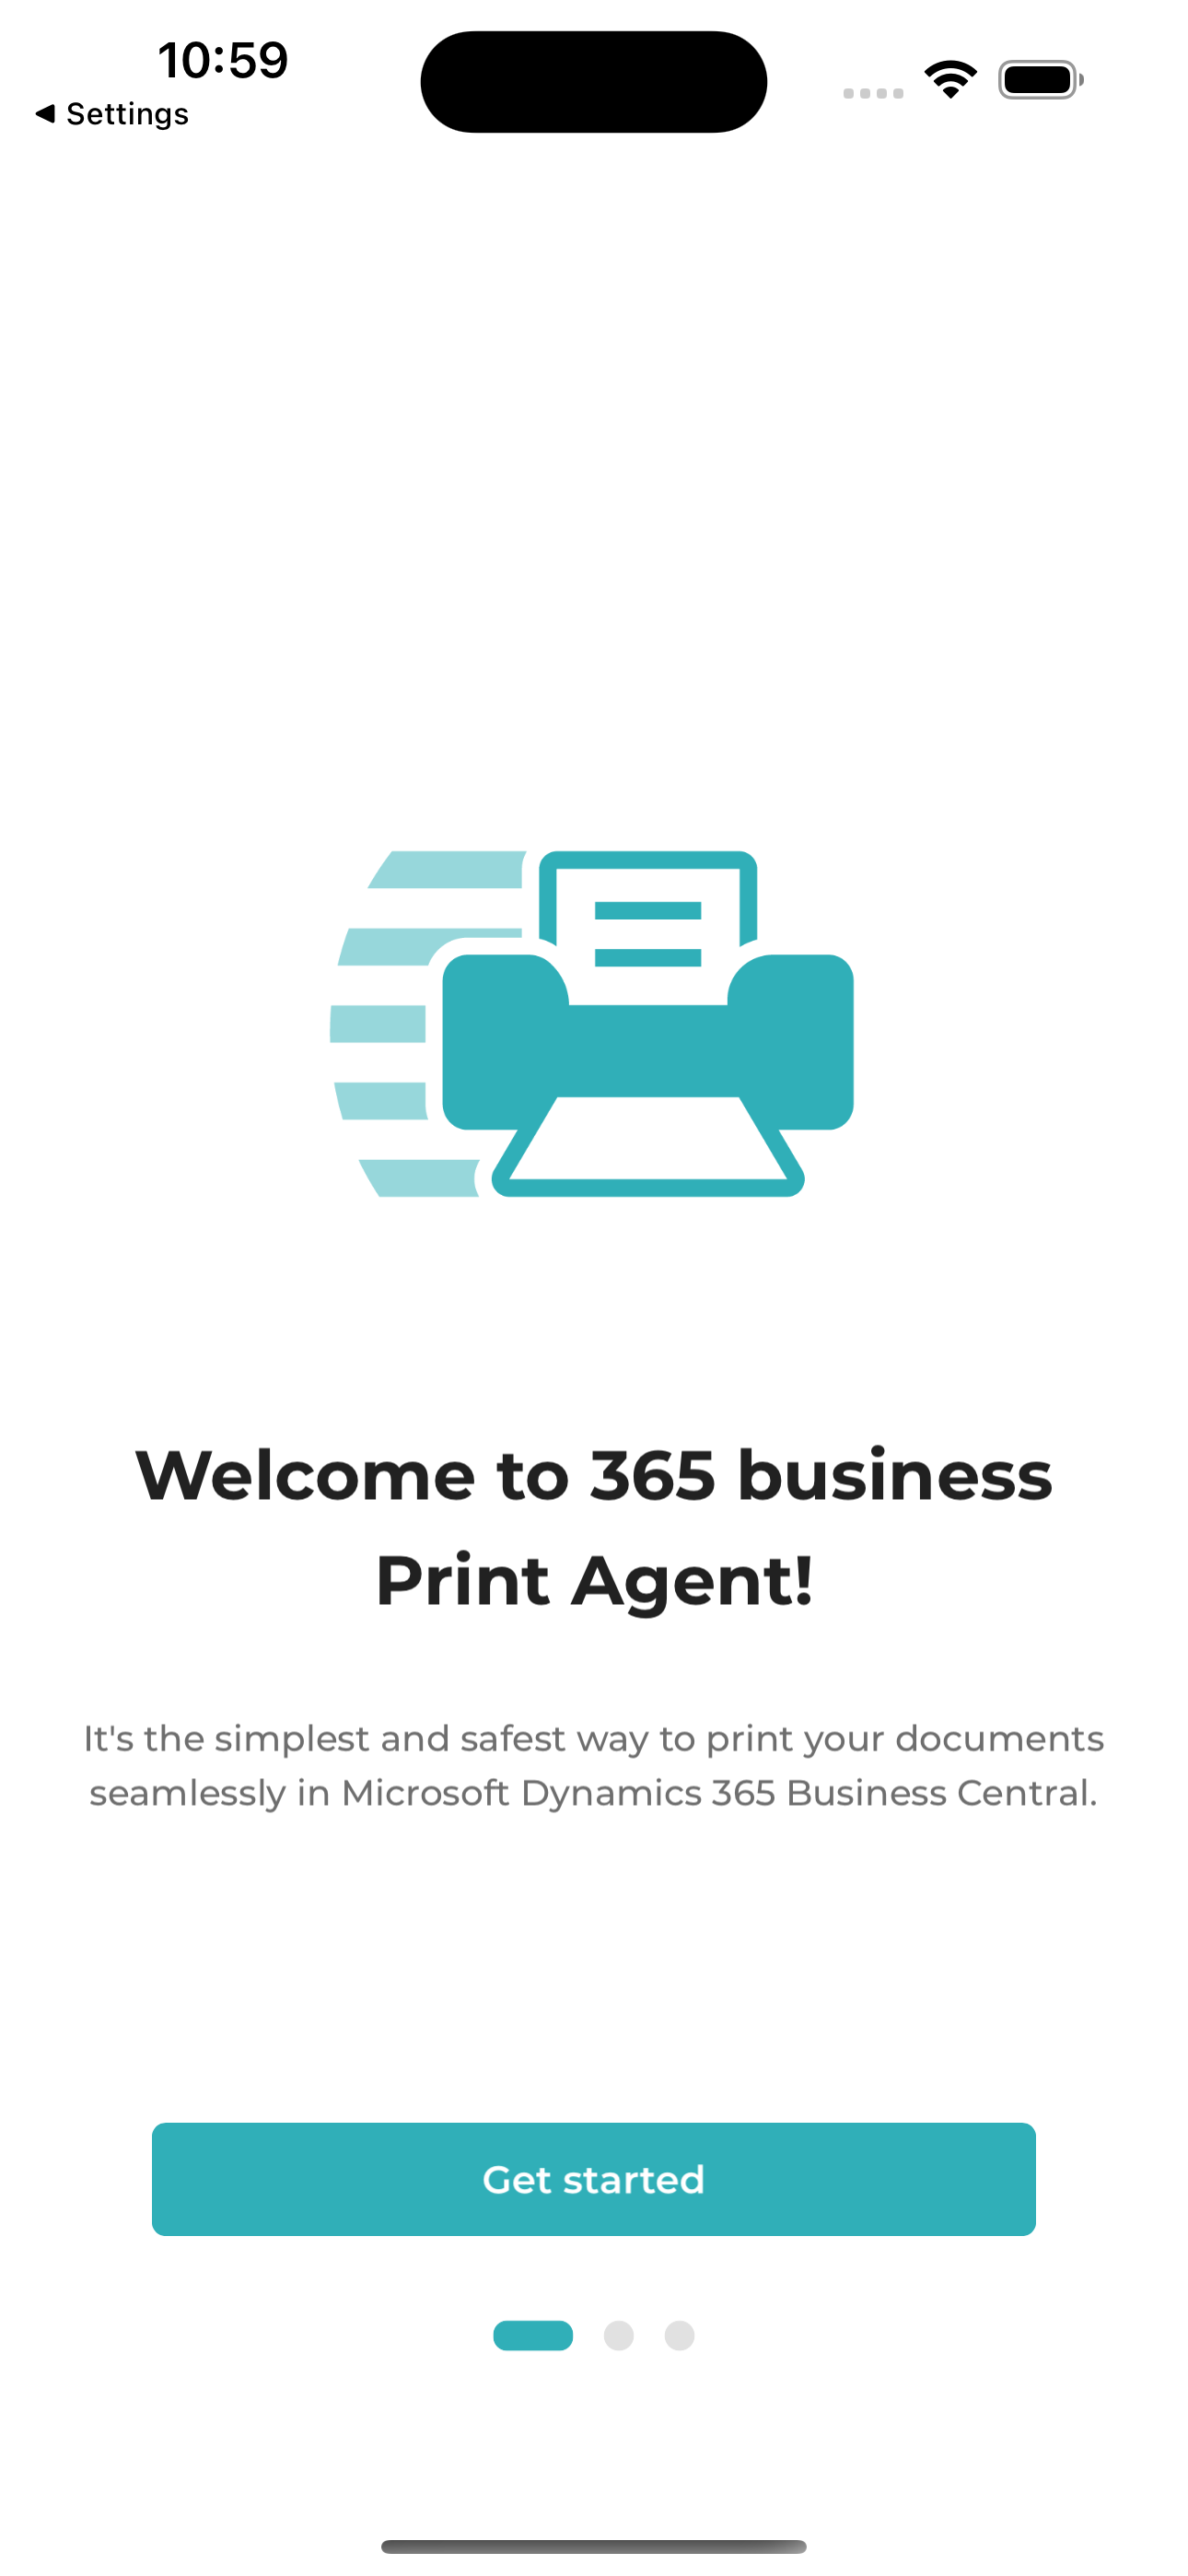 10:59
Settings
Welcome to 365 business
Print Agent!
It's the simplest and safest way to print your documents
seamlessly in Microsoft Dynamics 365 Business Central.
Get started